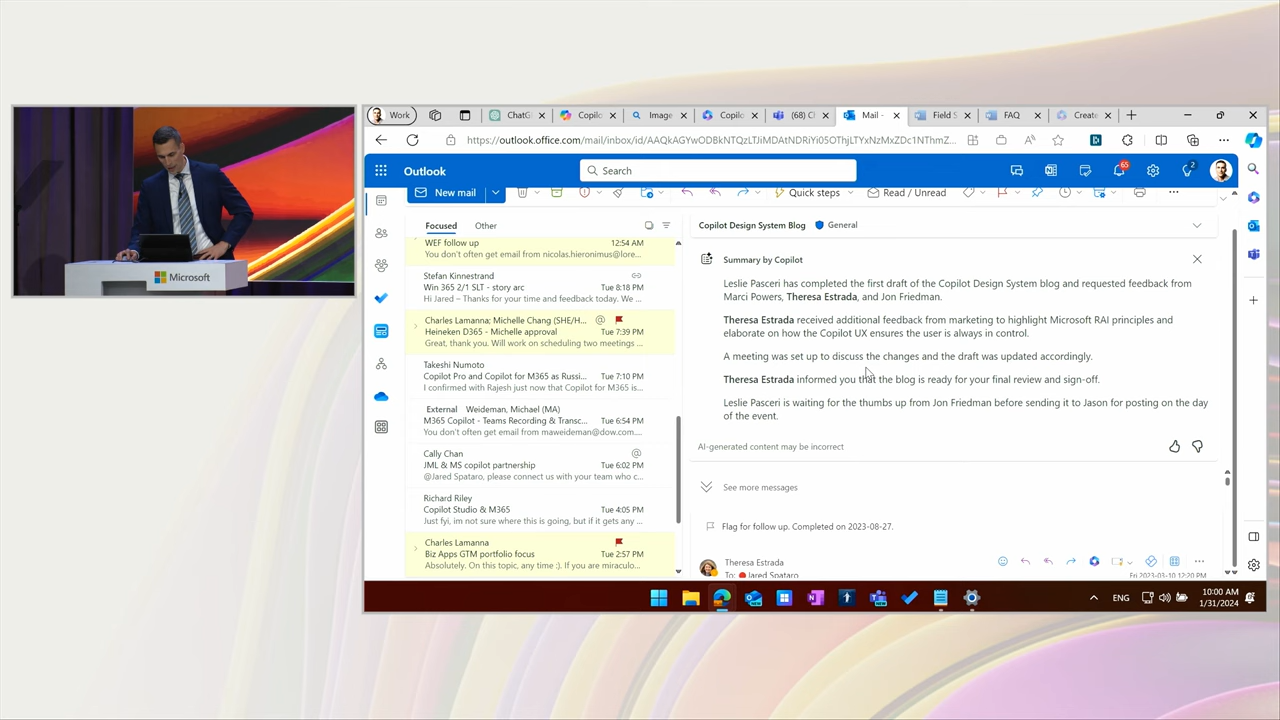 Microsoft
Work
ChatG
Copilo
Image
Copilo
(68) C
Mail -
Field S
FAQ
Create
https://outlook.office.com/mail/inbox/id/AAQkAGYwODBkNTQzLTJiMDAtNDRiYi05OThjLTYxNzMxZDc1NThmZ...
Outlook
Search
65
2
New mail
Quick steps
Read / Unread
Focused
Other
WEF follow up
12:54 AM
You don't often get email from nicolas.hieronimus@lore...
Stefan Kinnestrand
Win 365 2/1 SLT - story arc
Tue 8:18 PM
Hi Jared – Thanks for your time and feedback today. We ...
Charles Lamanna; Michelle Chang (SHE/H...
Heineken D365 - Michelle approval
Tue 7:39 PM
Great, thank you. Will work on scheduling two meetings ...
Takeshi Numoto
Copilot Pro and Copilot for M365 as Russi...
Tue 7:10 PM
I confirmed with Rajesh just now that Copilot for M365 is...
External Weideman, Michael (MA)
M365 Copilot - Teams Recording & Transc...
Tue 6:54 PM
You don't often get email from maweideman@dow.com....
Cally Chan
JML & MS copilot partnership
Tue 6:02 PM
@Jared Spataro, please connect us with your team who c...
Richard Riley
Copilot Studio & M365
Tue 4:05 PM
Just fyi, im not sure where this is going, but if it gets any ...
Charles Lamanna
Biz Apps GTM portfolio focus
Tue 2:57 PM
Absolutely. On this topic, any time :). If you are miraculo...
Copilot Design System Blog
General
Summary by Copilot
Leslie Pasceri has completed the first draft of the Copilot Design System blog and requested feedback from
Marci Powers, Theresa Estrada, and Jon Friedman.
Theresa Estrada received additional feedback from marketing to highlight Microsoft RAI principles and
elaborate on how the Copilot UX ensures the user is always in control.
A meeting was set up to discuss the changes and the draft was updated accordingly.
Theresa Estrada informed you that the blog is ready for your final review and sign-off.
Leslie Pasceri is waiting for the thumbs up from Jon Friedman before sending it to Jason for posting on the day
of the event.
AI-generated content may be incorrect
See more messages
Flag for follow up. Completed on 2023-08-27.
Theresa Estrada
To: Jared Spataro
Fri 2023-03-10 12:20 PM
ENG
10:00 AM
1/31/2024